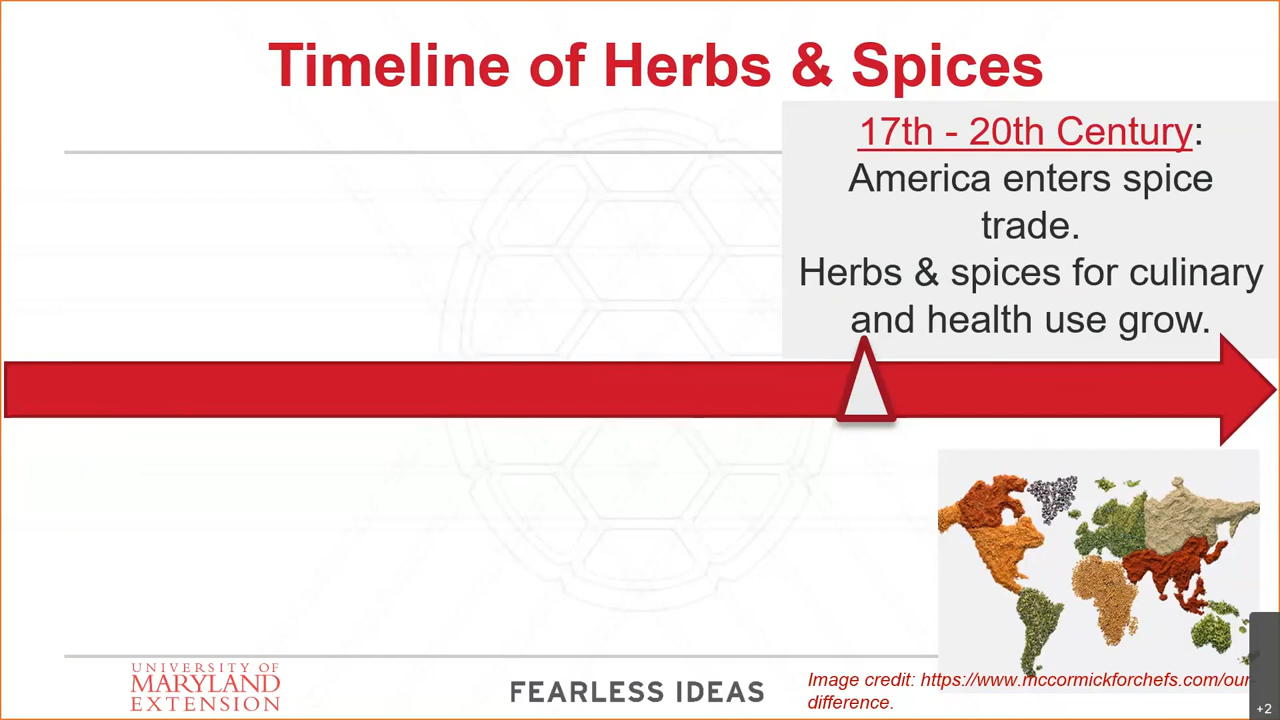 Timeline of Herbs & Spices
17th - 20th Century:
America enters spice
trade.
Herbs & spices for culinary
and health use grow.
UNIVERSITY OF
MARYLAND
EXTENSION
FEARLESS IDEAS
Image credit: https://www.mccormickforchefs.com/our-
difference.
+2